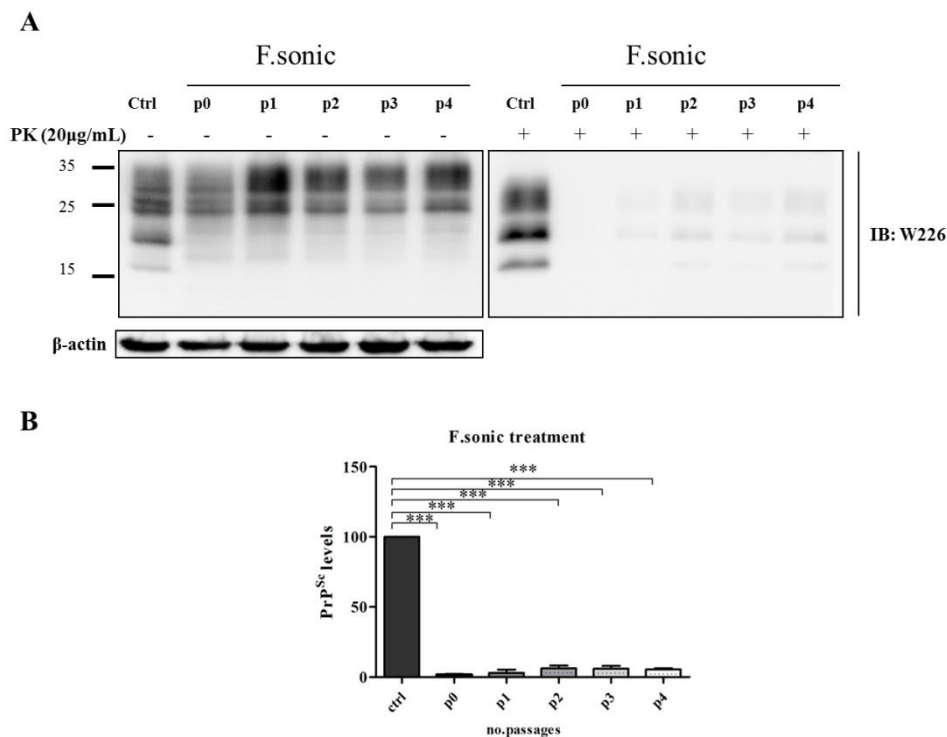 A
F.sonic F.sonic
Ctrl p0 p1 p2 p3 p4 Ctrl p0 p1 p2 p3 p4
PK (20µg/mL) - - - - - - + + + + + +
35
25
15
IB: W226
β-actin
B
F.sonic treatment
***
***
***
***
***
150
100
50
0
PrPSc levels
ctrl p0 p1 p2 p3 p4
no.passages